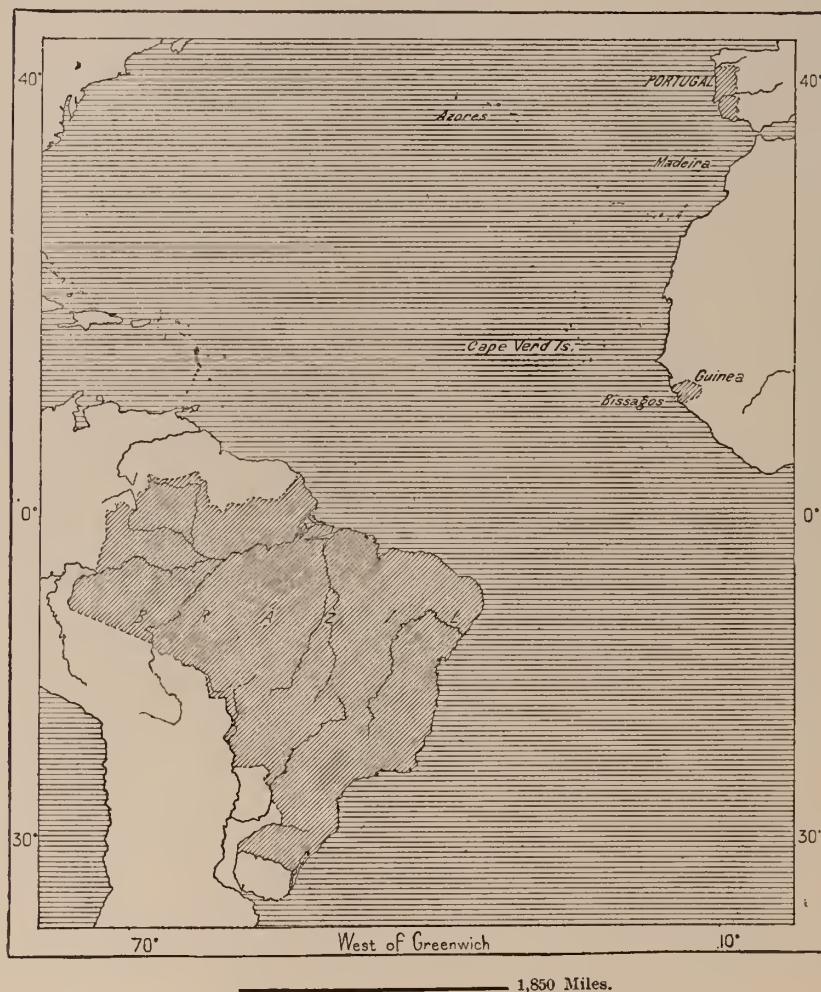 40°
40°
PORTUGAL
Azores
Madeira
Cape Verd Is.
Guinea
Bissagos
0°
0°
B R A Z I L
30°
30°
70°
West of Greenwich
10°
1,850 Miles.